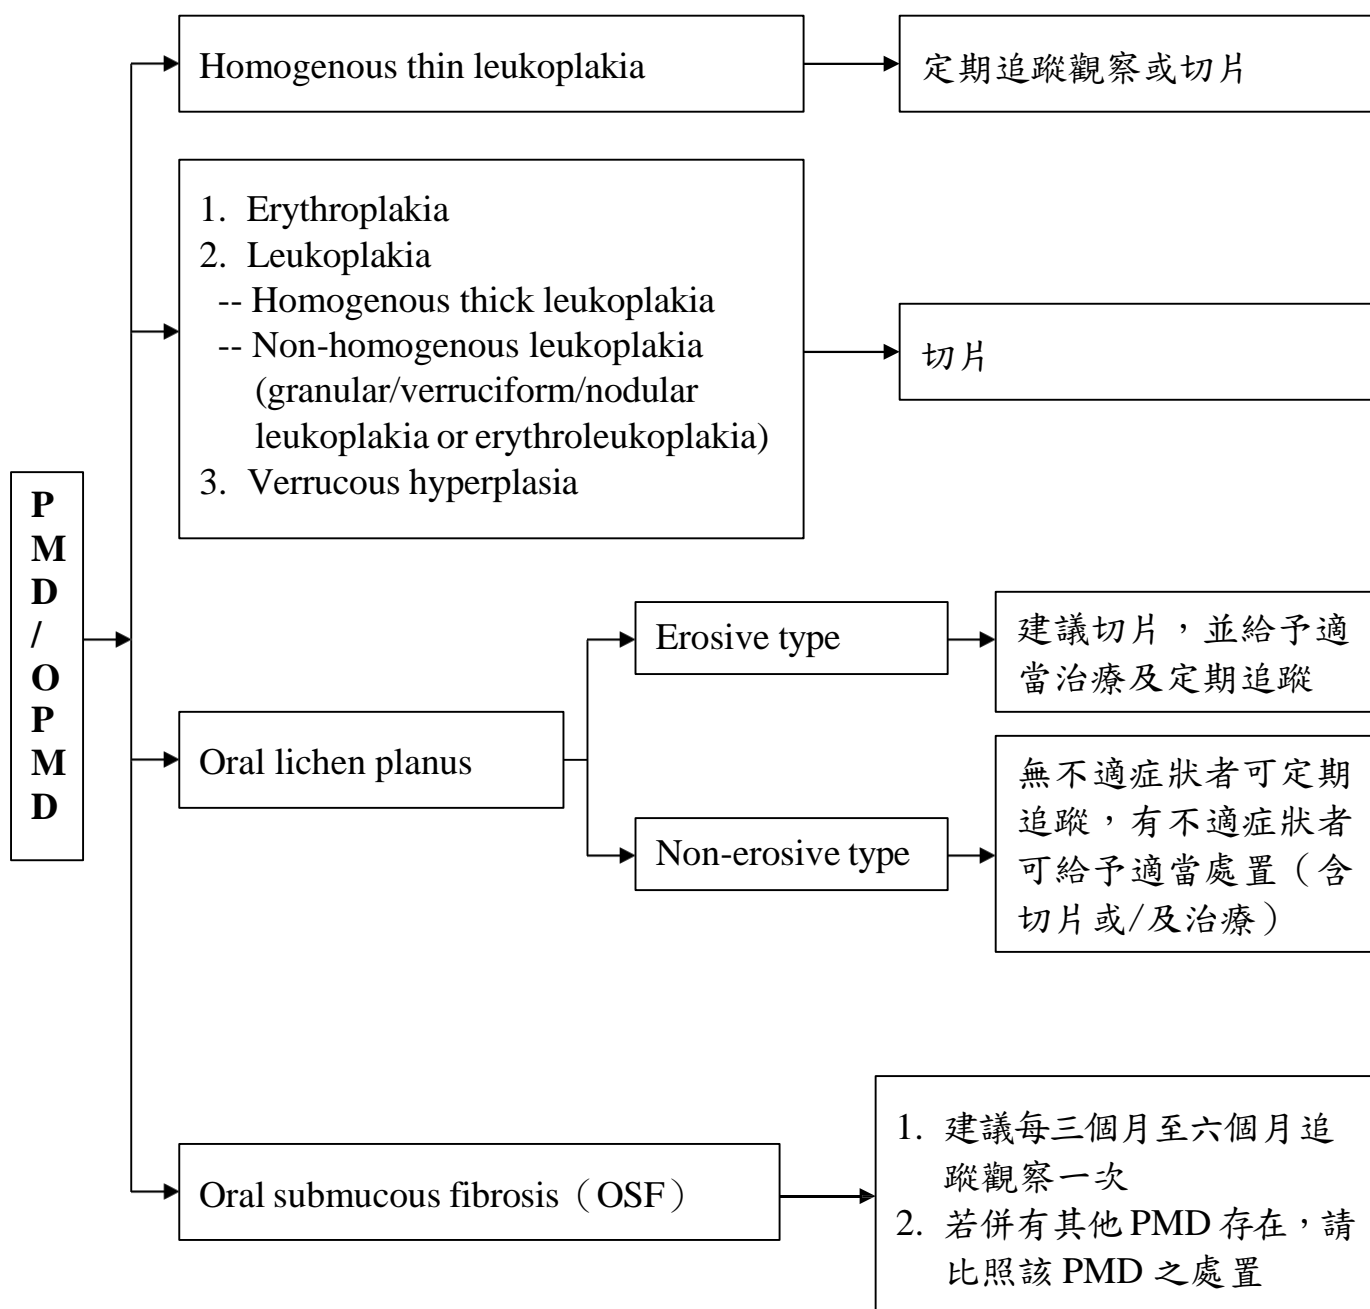 Homogenous thin leukoplakia
定期追蹤觀察或切片
1. Erythroplakia
2. Leukoplakia
-- Homogenous thick leukoplakia
-- Non-homogenous leukoplakia
(granular/verruciform/nodular
leukoplakia or erythroleukoplakia)
3. Verrucous hyperplasia
切片
P
M
D
/
O
P
M
D
Oral lichen planus
Erosive type
建議切片，並給予適
當治療及定期追蹤
Non-erosive type
無不適症狀者可定期
追蹤，有不適症狀者
可給予適當處置（含
切片或/及治療）
Oral submucous fibrosis（OSF）
1. 建議每三個月至六個月追
蹤觀察一次
2. 若併有其他 PMD 存在，請
比照該 PMD 之處置